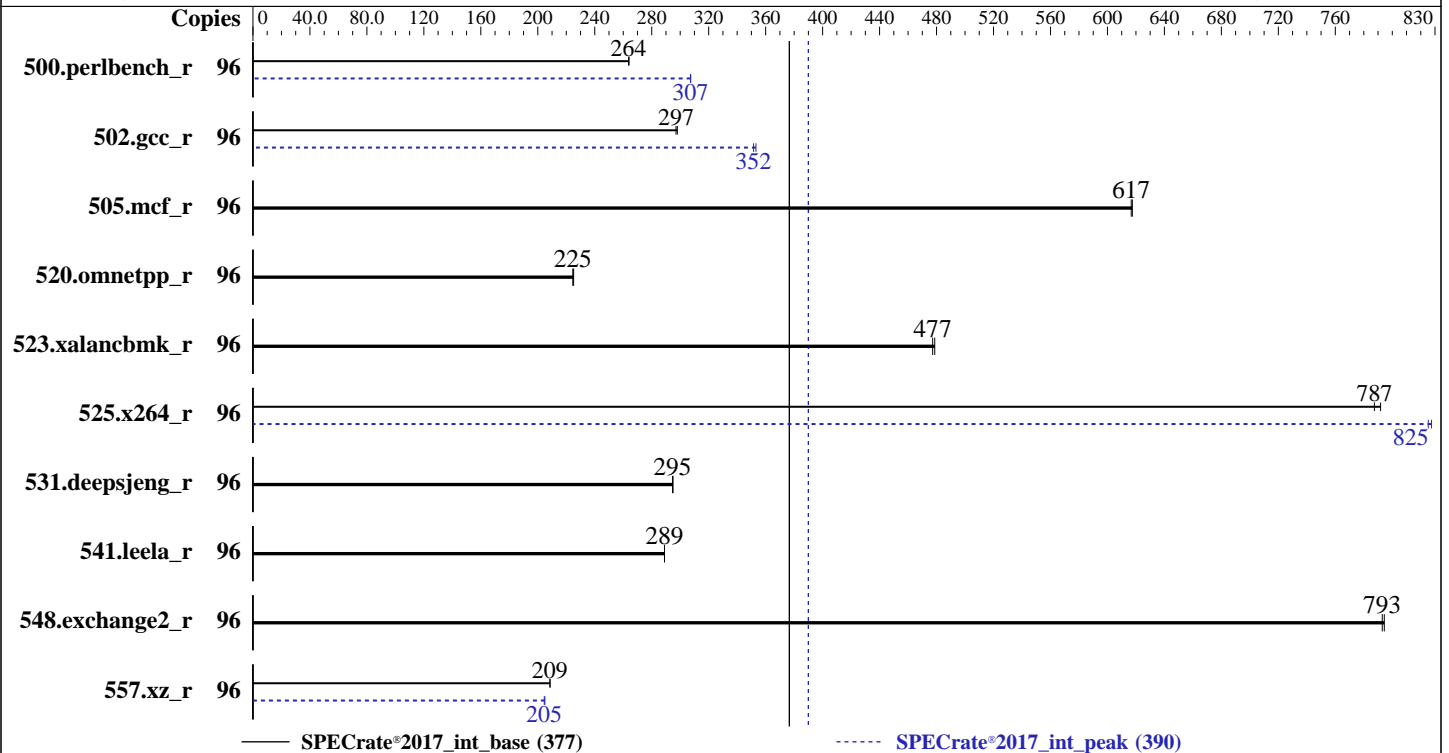 Copies 0 40.0 80.0 120 160 200 240 280 320 360 400 440 480 520 560 600 640 680 720 760 830
500.perlbench_r 96 264
307
502.gcc_r 96 297
352
505.mcf_r 96 617
520.omnetpp_r 96 225
523.xalancbmk_r 96 477
525.x264_r 96 787
825
531.deepsjeng_r 96 295
541.leela_r 96 289
548.exchange2_r 96 793
557.xz_r 96 209
205
SPECrate®2017_int_base (377) SPECrate®2017_int_peak (390)